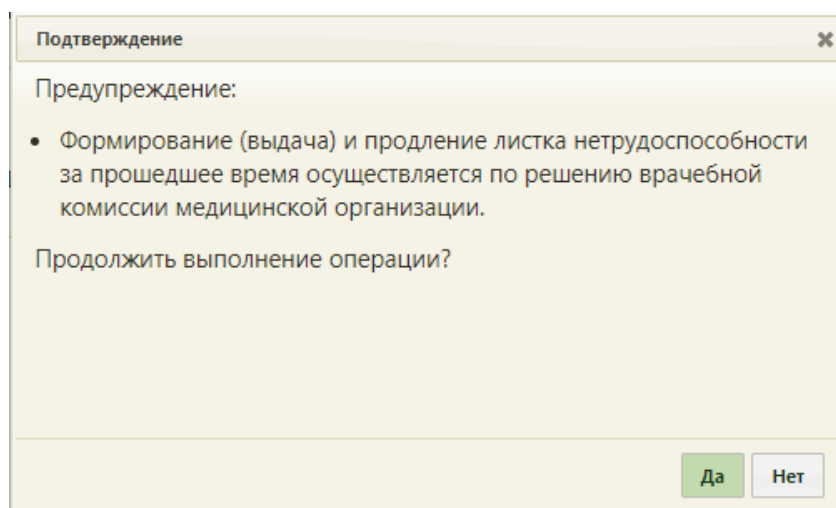 Подтверждение
Предупреждение:
• Формирование (выдача) и продление листка нетрудоспособности
за прошедшее время осуществляется по решению врачебной
комиссии медицинской организации.
Продолжить выполнение операции?
Да Нет